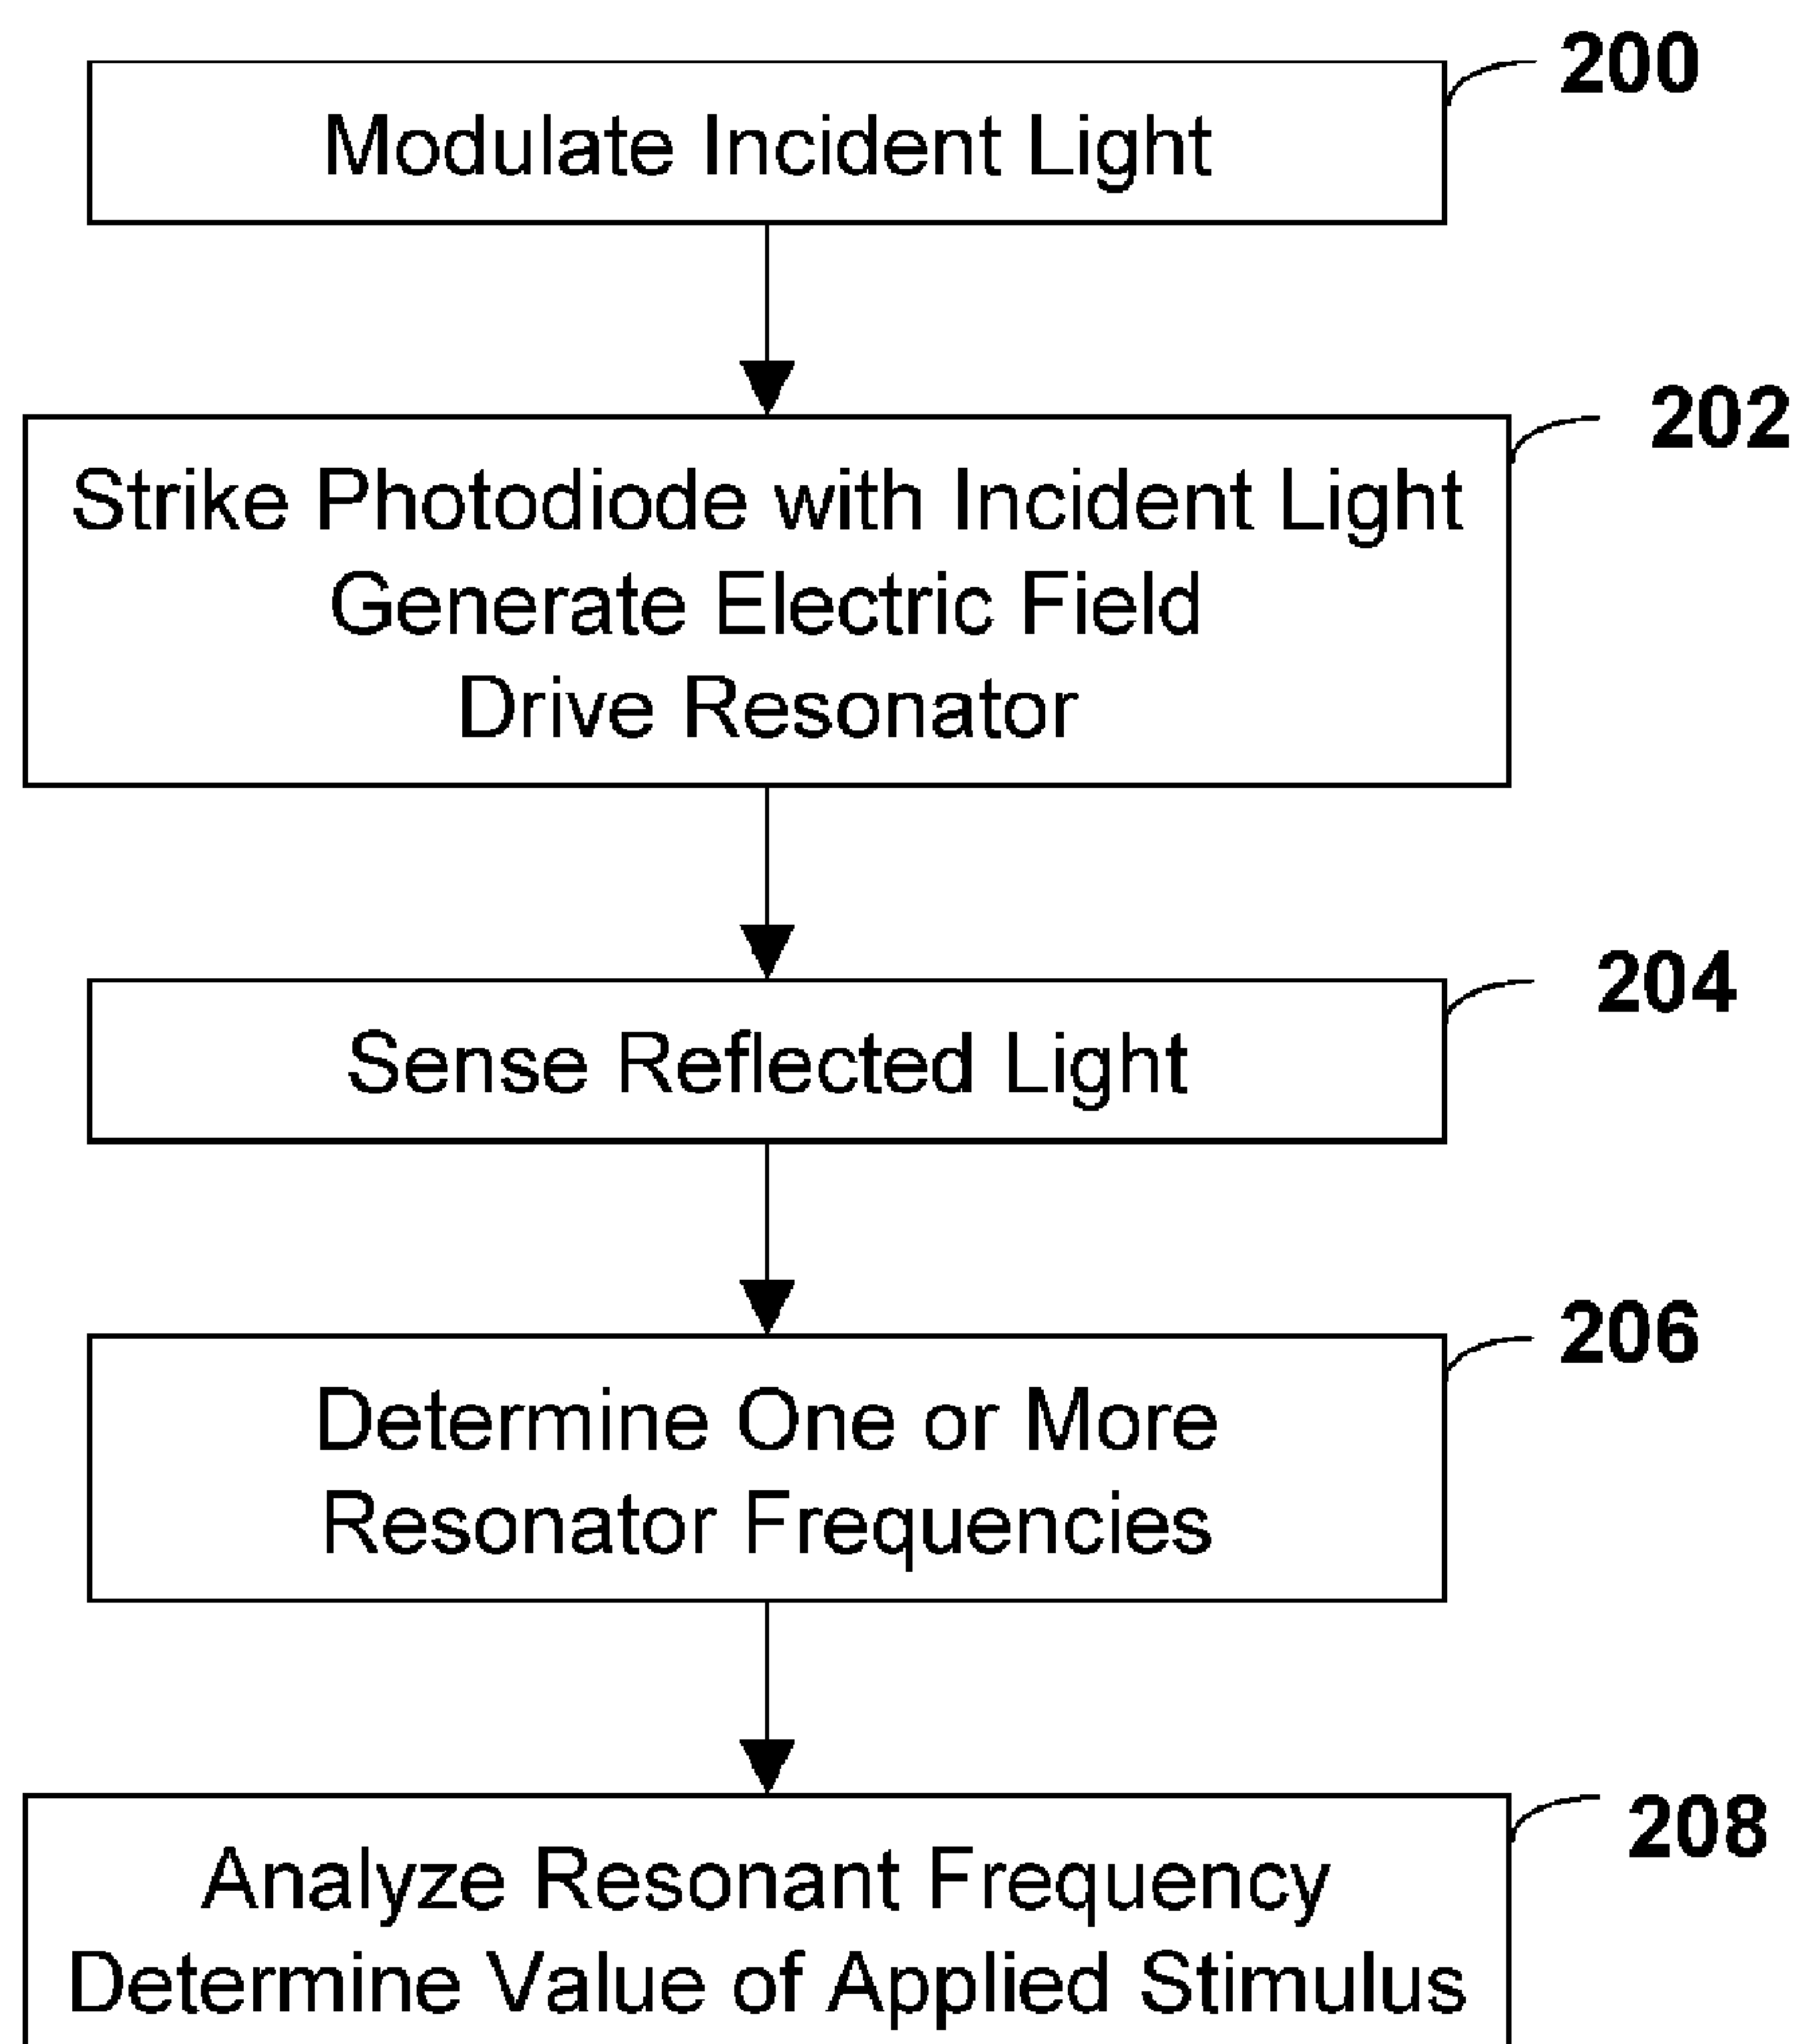 200
Modulate Incident Light
202
Strike Photodiode with Incident Light
Generate Electric Field
Drive Resonator
204
Sense Reflected Light
206
Determine One or More
Resonator Frequencies
208
Analyze Resonant Frequency
Determine Value of Applied Stimulus